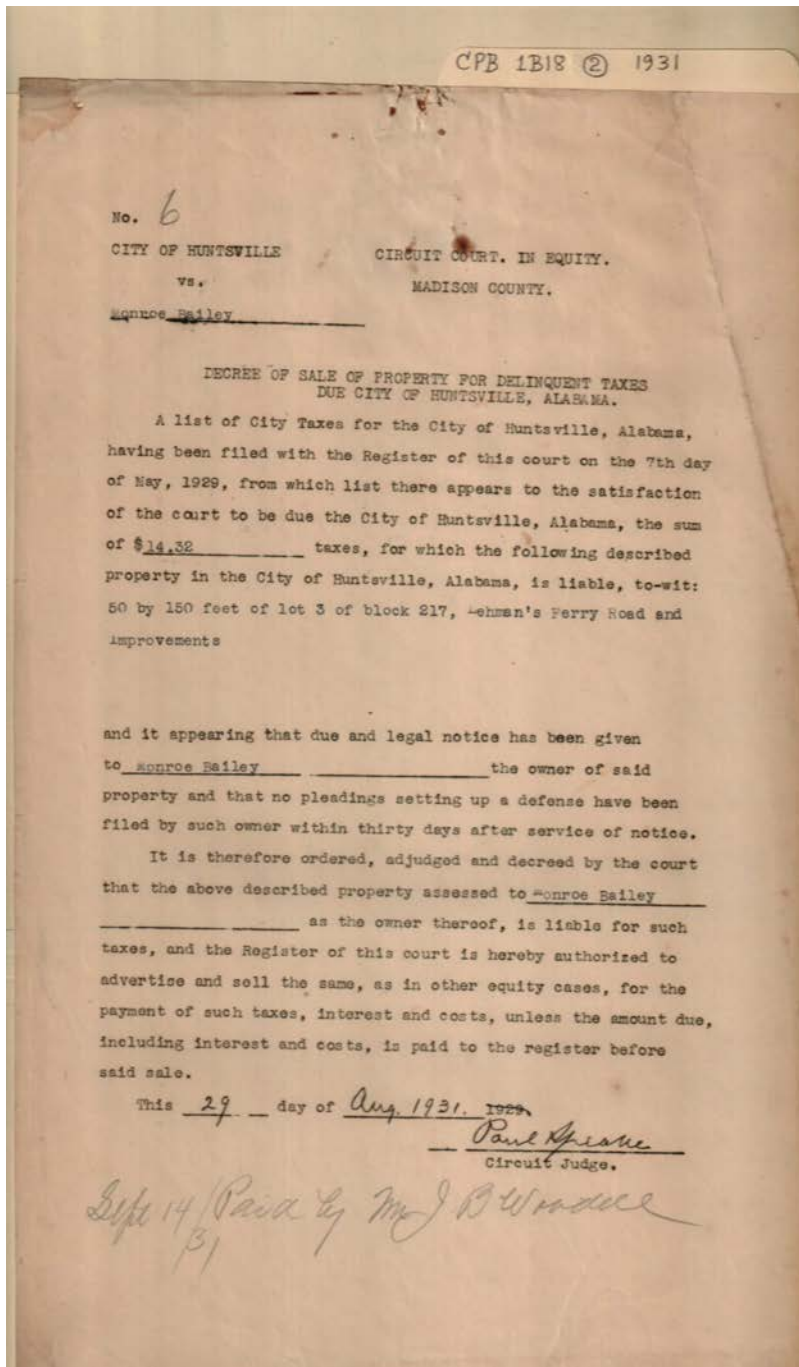 CPB 1B18 ② 1931
No. 6
CITY OF HUNTSVILLE
CIRCUIT COURT. IN EQUITY.
vs.
MADISON COUNTY.
Monroe Bailey
DECREE OF SALE OF PROPERTY FOR DELINQUENT TAXES
DUE CITY OF HUNTSVILLE, ALABAMA.
A list of City Taxes for the City of Huntsville, Alabama,
having been filed with the Register of this court on the 7th day
of May, 1929, from which list there appears to the satisfaction
of the court to be due the City of Huntsville, Alabama, the sum
of $14.32 taxes, for which the following described
property in the City of Huntsville, Alabama, is liable, to-wit:
50 by 150 feet of lot 3 of block 217, Lehman's Ferry Road and
Improvements
and it appearing that due and legal notice has been given
to Monroe Bailey the owner of said
property and that no pleadings setting up a defense have been
filed by such owner within thirty days after service of notice.
It is therefore ordered, adjudged and decreed by the court
that the above described property assessed to Monroe Bailey
as the owner thereof, is liable for such
taxes, and the Register of this court is hereby authorized to
advertise and sell the same, as in other equity cases, for the
payment of such taxes, interest and costs, unless the amount due,
including interest and costs, is paid to the register before
said sale.
This 29 day of Aug. 1931. 1929.
Paul Speake
Circuit Judge.
Sept 14/31 Paid by J B Woodall